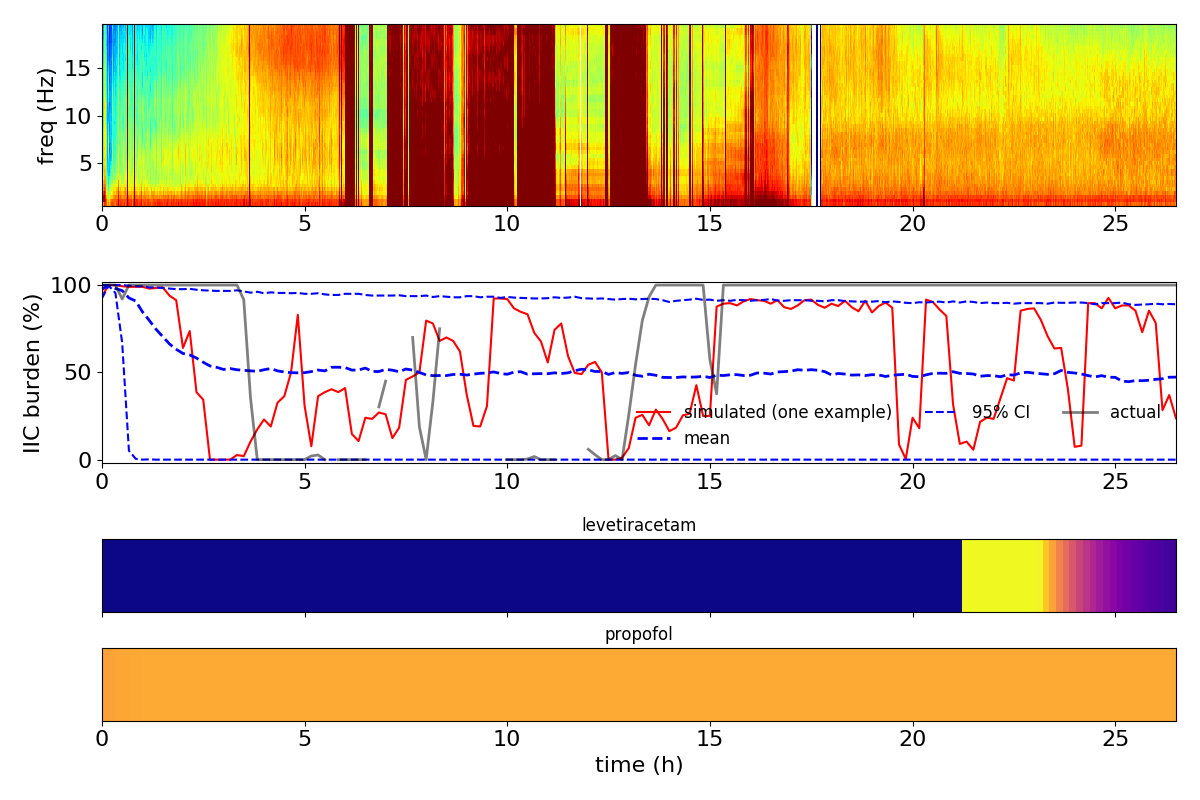 freq (Hz)
15
10
5
0 5 10 15 20 25
IIC burden (%)
100
50
0
simulated (one example) 95% CI actual
mean
0 5 10 15 20 25
levetiracetam
propofol
0 5 10 15 20 25
time (h)